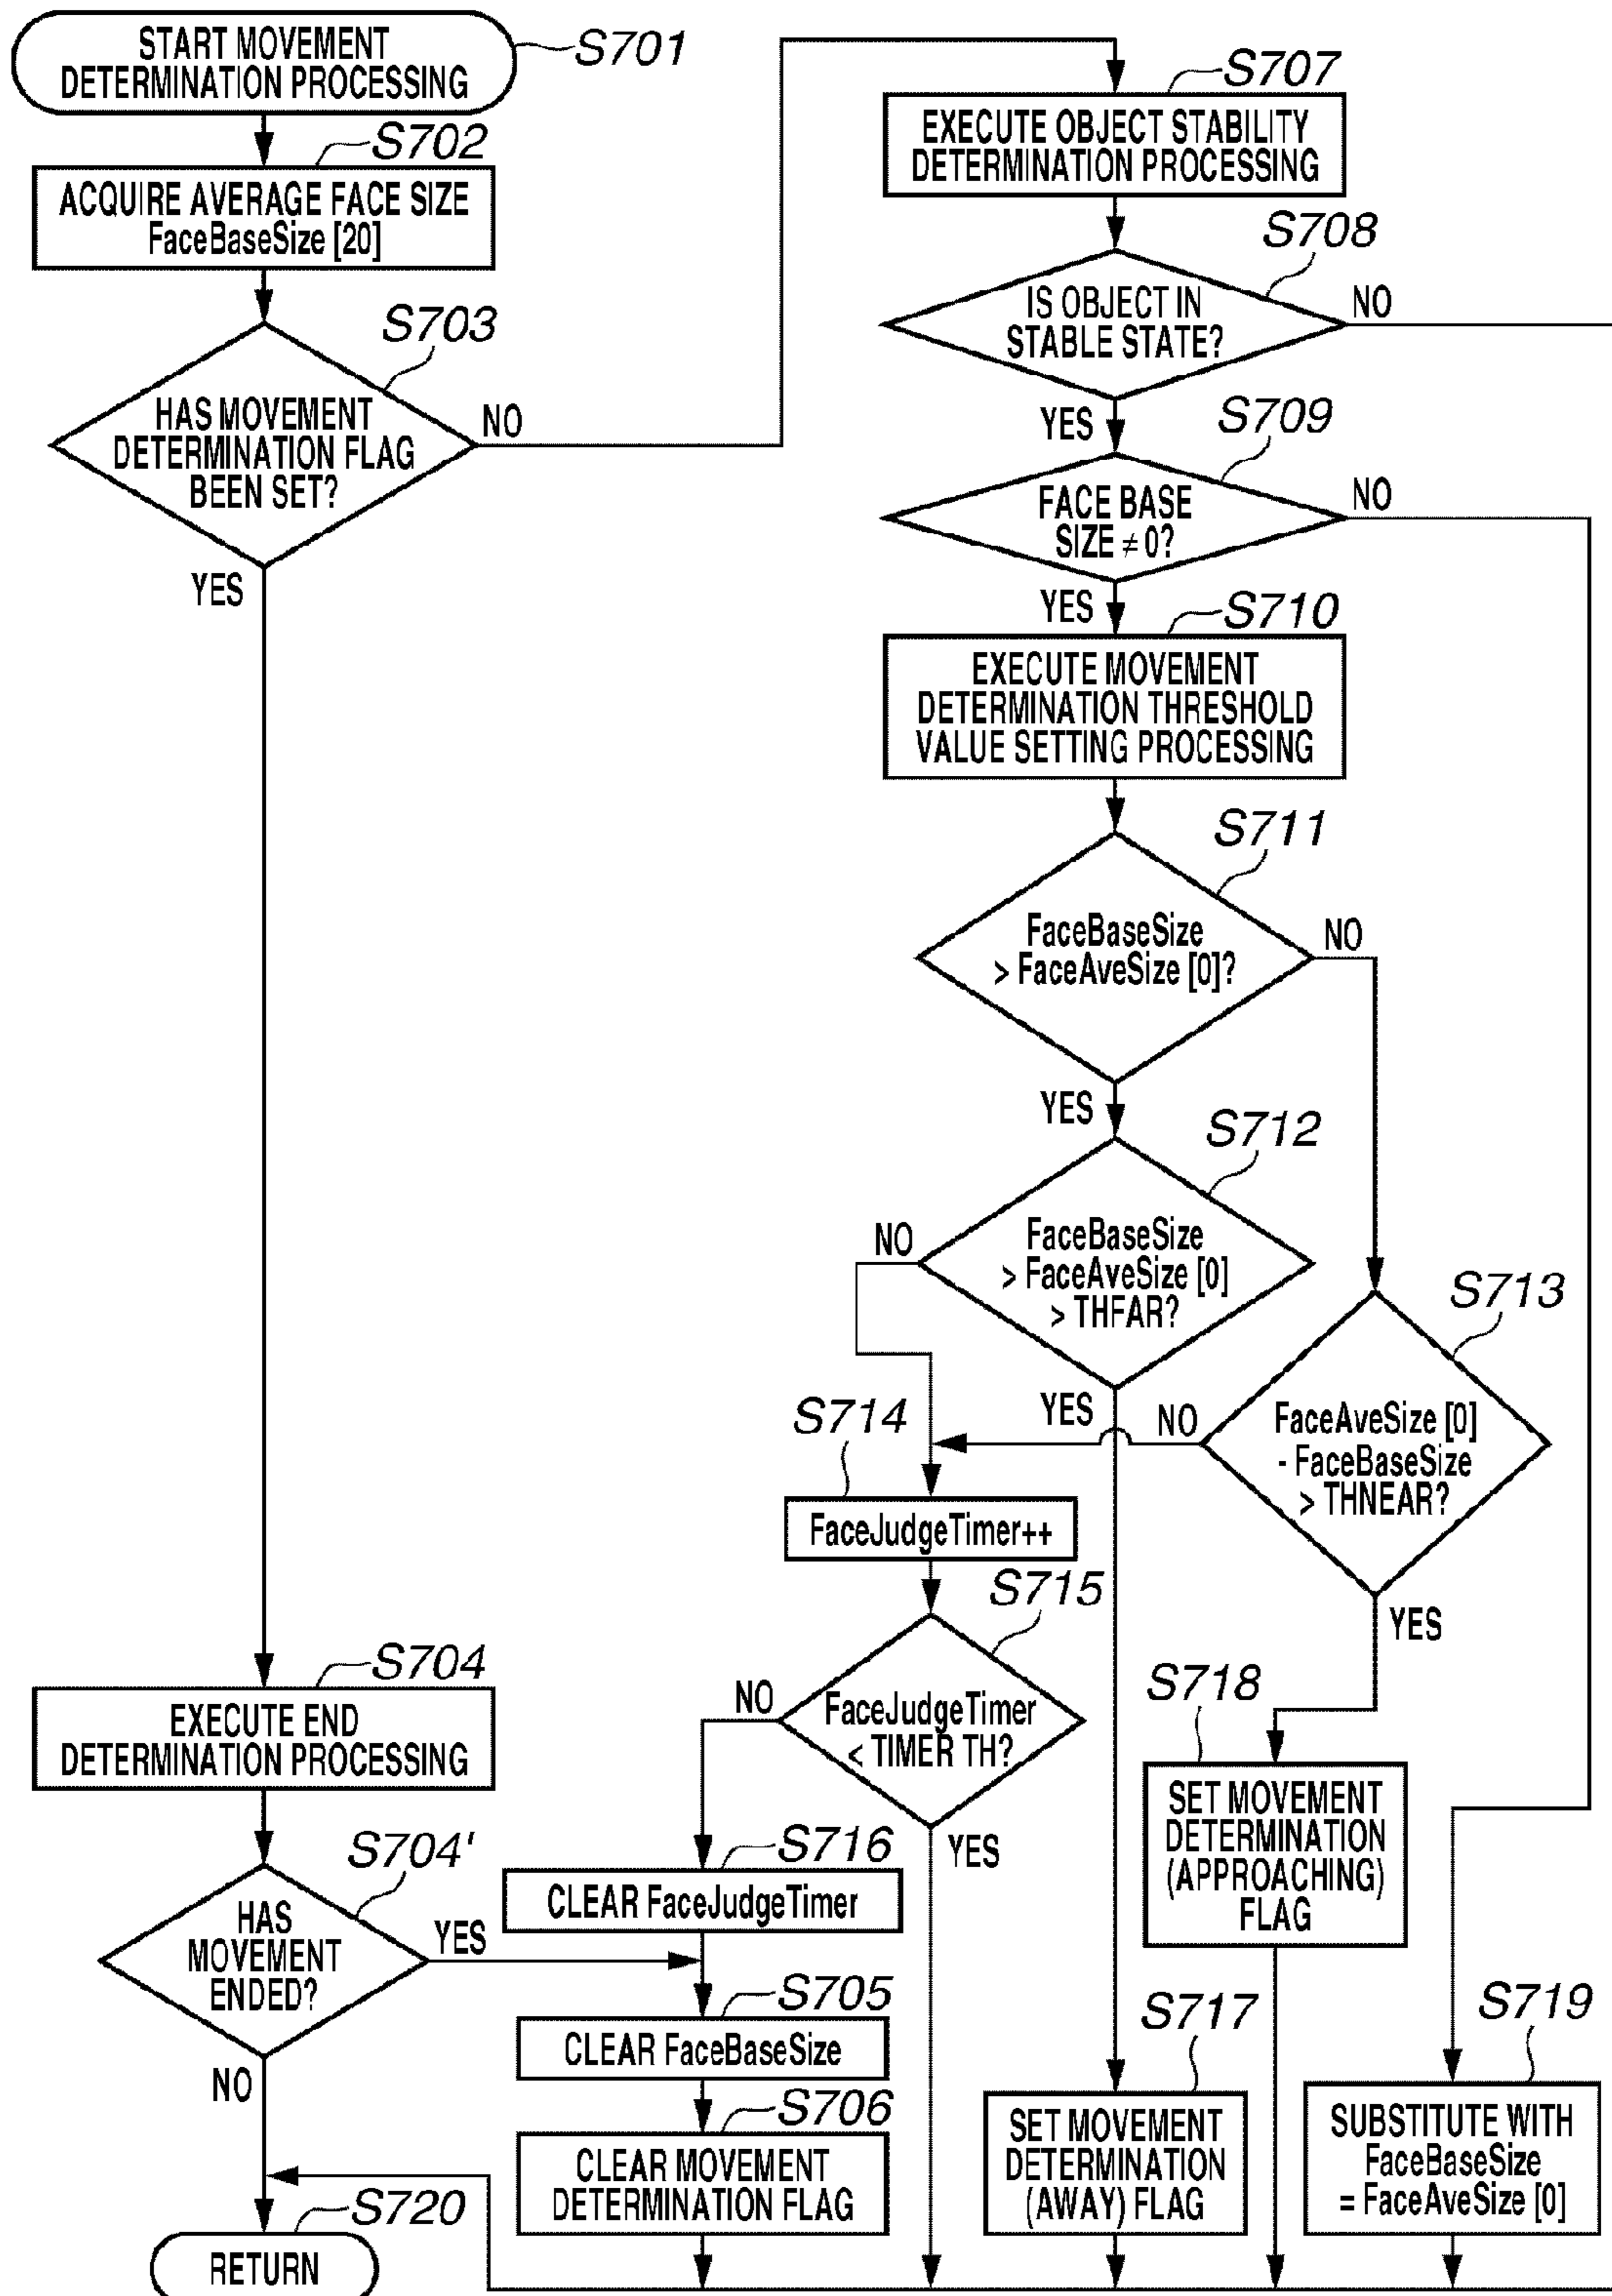 START MOVEMENT
DETERMINATION PROCESSING
S701
S702
ACQUIRE AVERAGE FACE SIZE
FaceBaseSize [20]
S703
HAS MOVEMENT
DETERMINATION FLAG
BEEN SET?
NO
YES
S704
EXECUTE END
DETERMINATION PROCESSING
S704'
HAS
MOVEMENT
ENDED?
YES
NO
S720
RETURN
S707
EXECUTE OBJECT STABILITY
DETERMINATION PROCESSING
S708
IS OBJECT IN
STABLE STATE?
NO
YES
S709
FACE BASE
SIZE ≠ 0?
NO
YES
S710
EXECUTE MOVEMENT
DETERMINATION THRESHOLD
VALUE SETTING PROCESSING
S711
FaceBaseSize
> FaceAveSize [0]?
NO
YES
S712
FaceBaseSize
> FaceAveSize [0]
> THFAR?
NO
YES
S713
FaceAveSize [0]
- FaceBaseSize
> THNEAR?
NO
YES
S714
FaceJudgeTimer++
S715
FaceJudgeTimer
< TIMER TH?
NO
YES
S716
CLEAR FaceJudgeTimer
S705
CLEAR FaceBaseSize
S706
CLEAR MOVEMENT
DETERMINATION FLAG
S717
SET MOVEMENT
DETERMINATION
(AWAY) FLAG
S718
SET MOVEMENT
DETERMINATION
(APPROACHING)
FLAG
S719
SUBSTITUTE WITH
FaceBaseSize
= FaceAveSize [0]